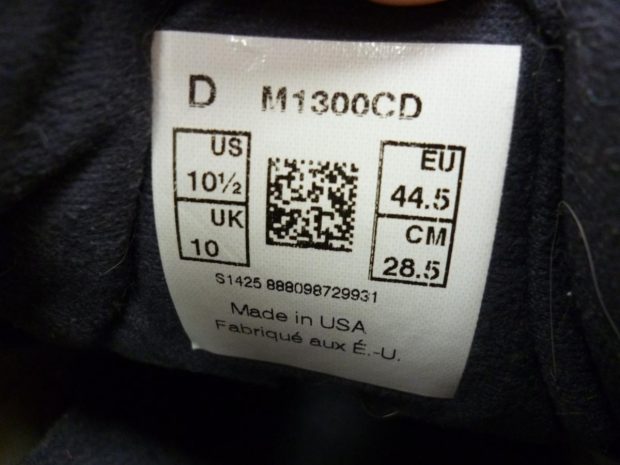 D M1300CD
US 10½
UK 10
EU 44.5
CM 28.5
S1425 888098729931
Made in USA
Fabriqué aux É.-U.